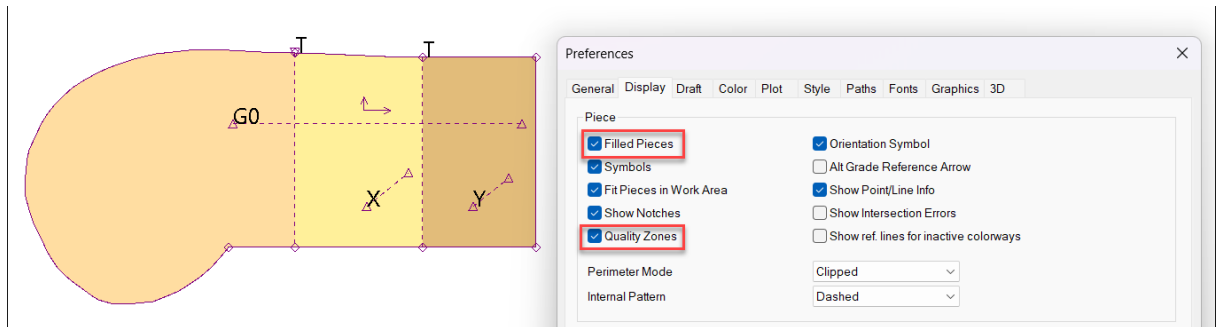 T
T
G0
X
Y
Preferences
General Display Draft Color Plot Style Paths Fonts Graphics 3D
Piece
Filled Pieces
Orientation Symbol
Symbols
Alt Grade Reference Arrow
Fit Pieces in Work Area
Show Point/Line Info
Show Notches
Show Intersection Errors
Quality Zones
Show ref. lines for inactive colorways
Perimeter Mode
Clipped
Internal Pattern
Dashed